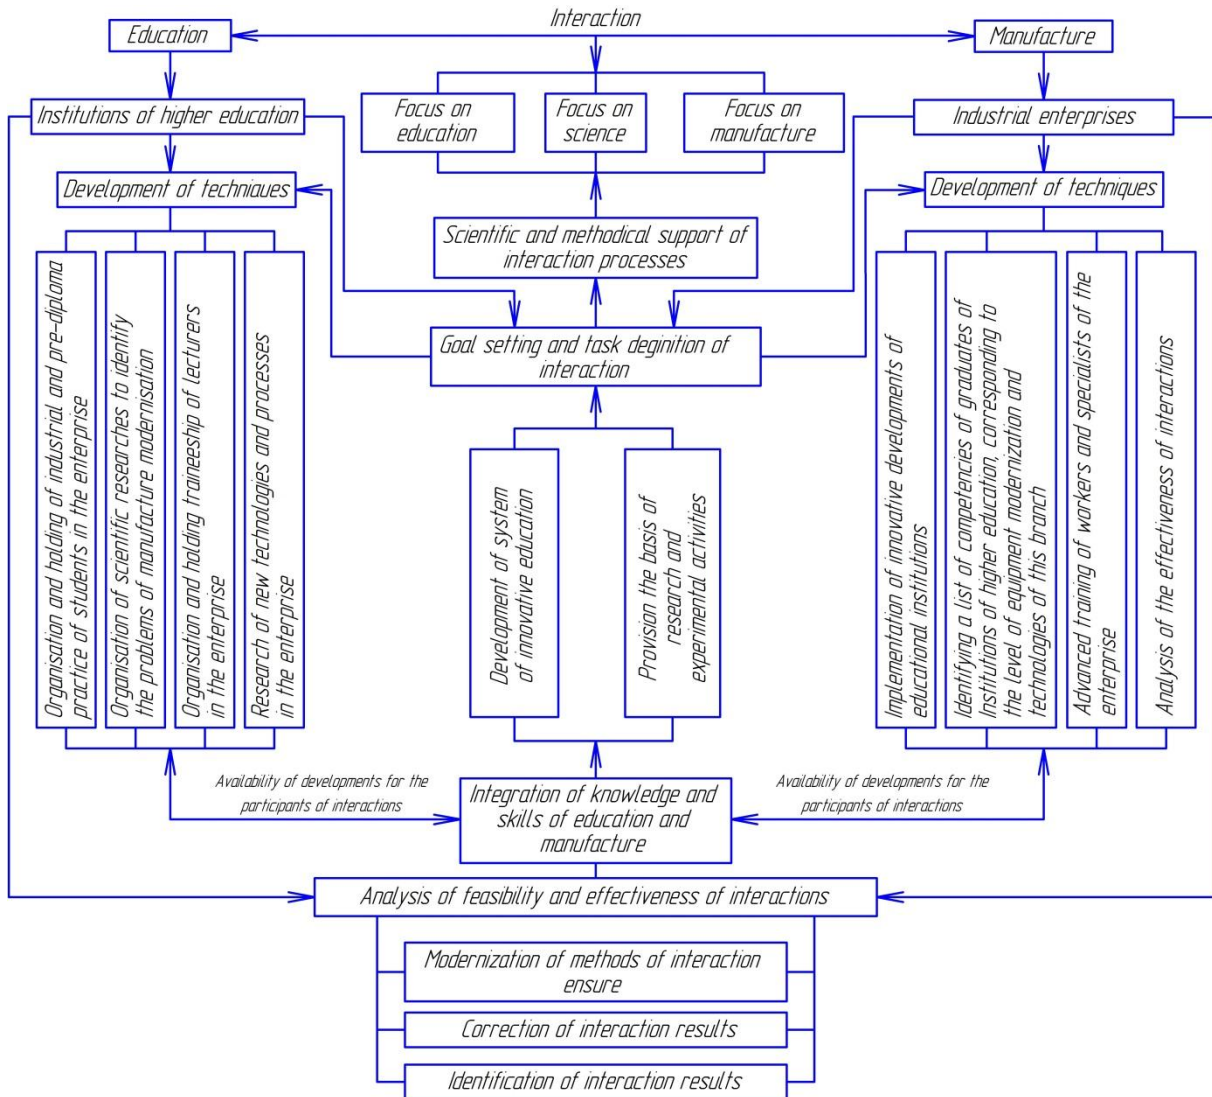 Interaction
Education
Manufacture
Institutions of higher education
Focus on
education
Focus on
science
Focus on
manufacture
Industrial enterprises
Development of techniaues
Development of techniques
Scientific and methodical support of
interaction processes
Goal setting and task deginition of
interaction
Organisation and holding of industrial and pre-diploma
practice of students in the enterprise
Organisation of scientific researches to identify
the problems of manufacture modernisation
Organisation and holding traineeship of lecturers
in the enterprise
Research of new technologies and processes
in the enterprise
Development of system
of innovative education
Provision the basis of
research and
experimental activities
Implementation of innovative developments of
educational institutions
Identifying a list of competencies of graduates of
Institutions of higher education, corresponding to
the level of equipment modernization and
technologies of this branch
Advanced training of workers and specialists of the
enterprise
Analysis of the effectiveness of interactions
Availability of developments for the
participants of interactions
Integration of knowledge and
skills of education and
manufacture
Availability of developments for the
participants of interactions
Analysis of feasibility and effectiveness of interactions
Modernization of methods of interaction
ensure
Correction of interaction results
Identification of interaction results